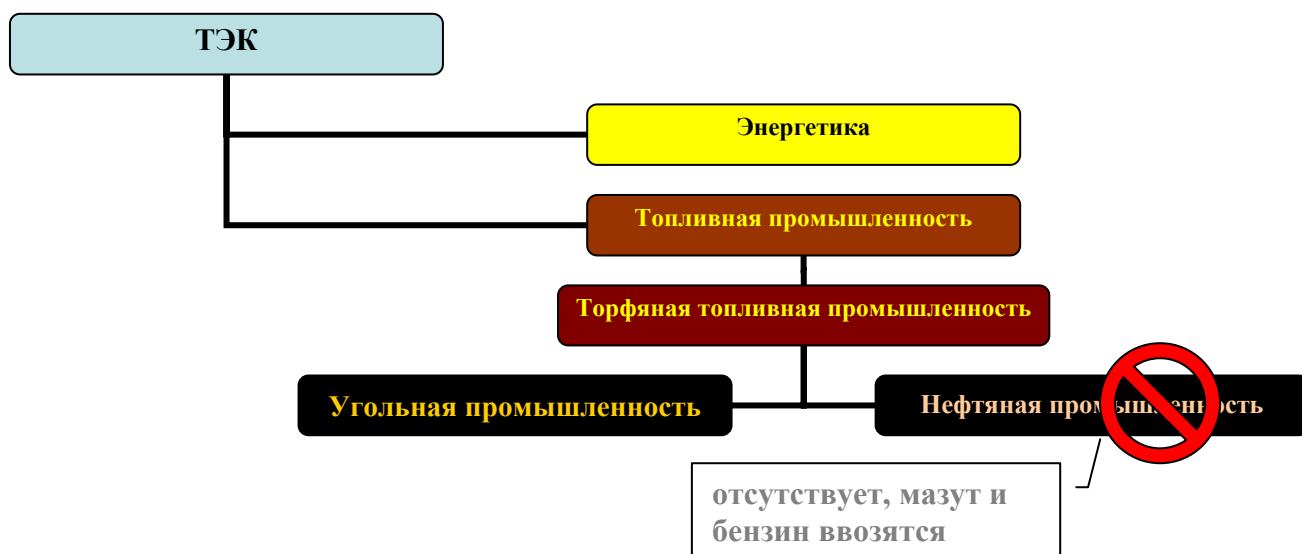 ТЭК
Энергетика
Топливная промышленность
Торфяная топливная промышленность
Угольная промышленность
Нефтяная промышленность
отсутствует, мазут и
бензин ввозятся